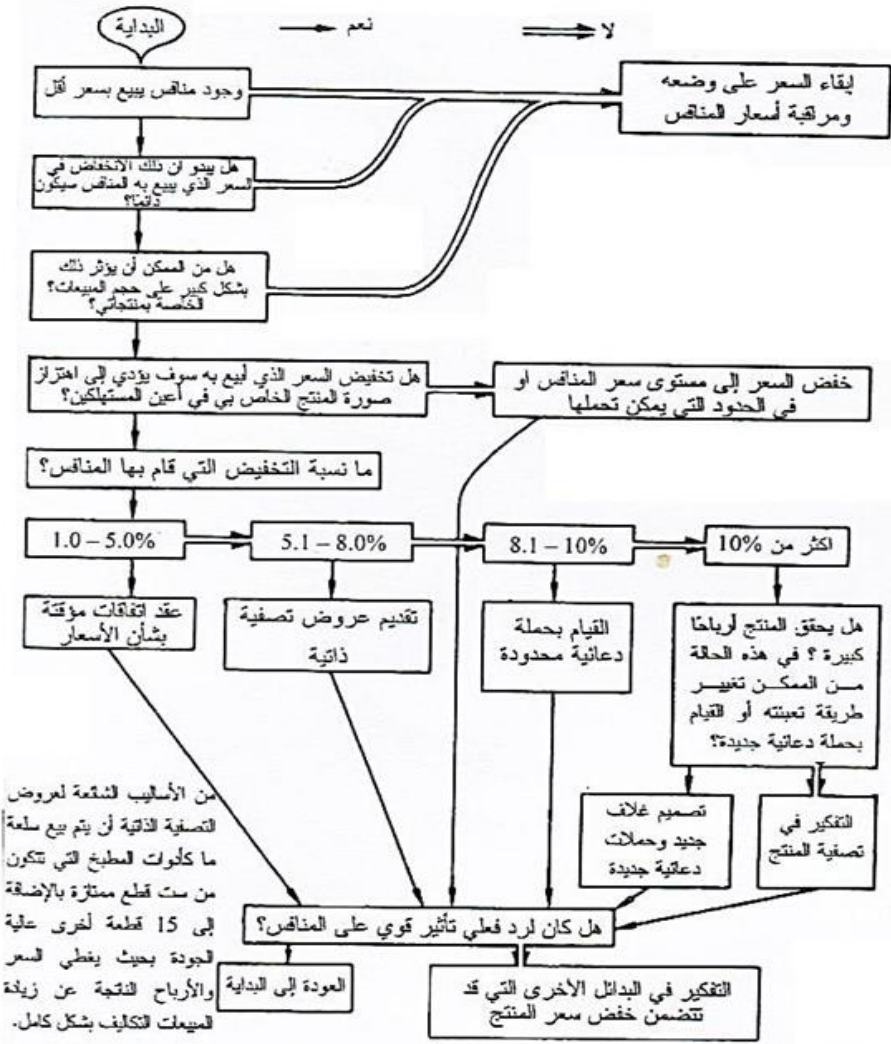 البداية
نعم
لا
وجود منافس يبيع بسعر أقل
إبقاء السعر على وضعه
ومراقبة أسعار المنافس
هل يبدو ان ذلك الانخفاض في
السعر الذي يبيع به المنافس سيكون
دائمًا؟
هل من الممكن أن يؤثر ذلك
بشكل كبير على حجم المبيعات؟
الخاصة بمنتجاتي؟
هل تخفيض السعر الذي أبيع به سوف يؤدي إلى اهتزاز
صورة المنتج الخاص بي في أعين المستهلكين؟
خفض السعر إلى مستوى سعر المنافس او
في الحدود التي يمكن تحملها
ما نسبة التخفيض التي قام بها المنافس؟
1.0 – 5.0%
5.1 – 8.0%
8.1 – 10%
اكثر من 10%
عقد اتفاقات مؤقتة
بشأن الأسعار
تقديم عروض تصفية
ذاتية
القيام بحملة
دعائية محدودة
هل يحقق المنتج أرباحًا
كبيرة ؟ في هذه الحالة
من الممكن تغيير
طريقة تعبئته أو القيام
بحملة دعائية جديدة؟
تصميم غلاف
جديد وحملات
دعائية جديدة
التفكير في
تصفية المنتج
من الأساليب الشائعة لعروض
التصفية الذاتية أن يتم بيع سلعة
ما كأدوات المطبخ التي تتكون
من ست قطع ممتازة بالإضافة
إلى 15 قطعة أخرى عالية
الجودة بحيث يغطي السعر
والأرباح الناتجة عن زيادة
المبيعات التكاليف بشكل كامل.
هل كان لرد فعلي تأثير قوي على المنافس؟
العودة إلى البداية
التفكير في البدائل الأخرى التي قد
تتضمن خفض سعر المنتج